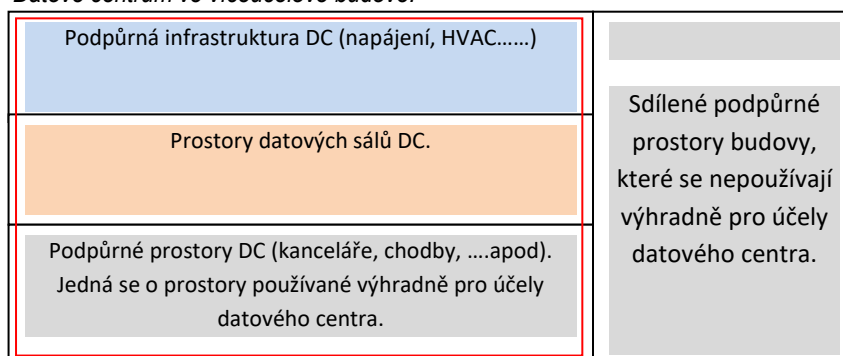 Datové centrum ve víceúčelové budově:
Podpůrná infrastruktura DC (napájení, HVAC……)
Prostory datových sálů DC.
Podpůrné prostory DC (kanceláře, chodby, ….apod).
Jedná se o prostory používané výhradně pro účely
datového centra.
Sdílené podpůrné
prostory budovy,
které se nepoužívají
výhradně pro účely
datového centra.